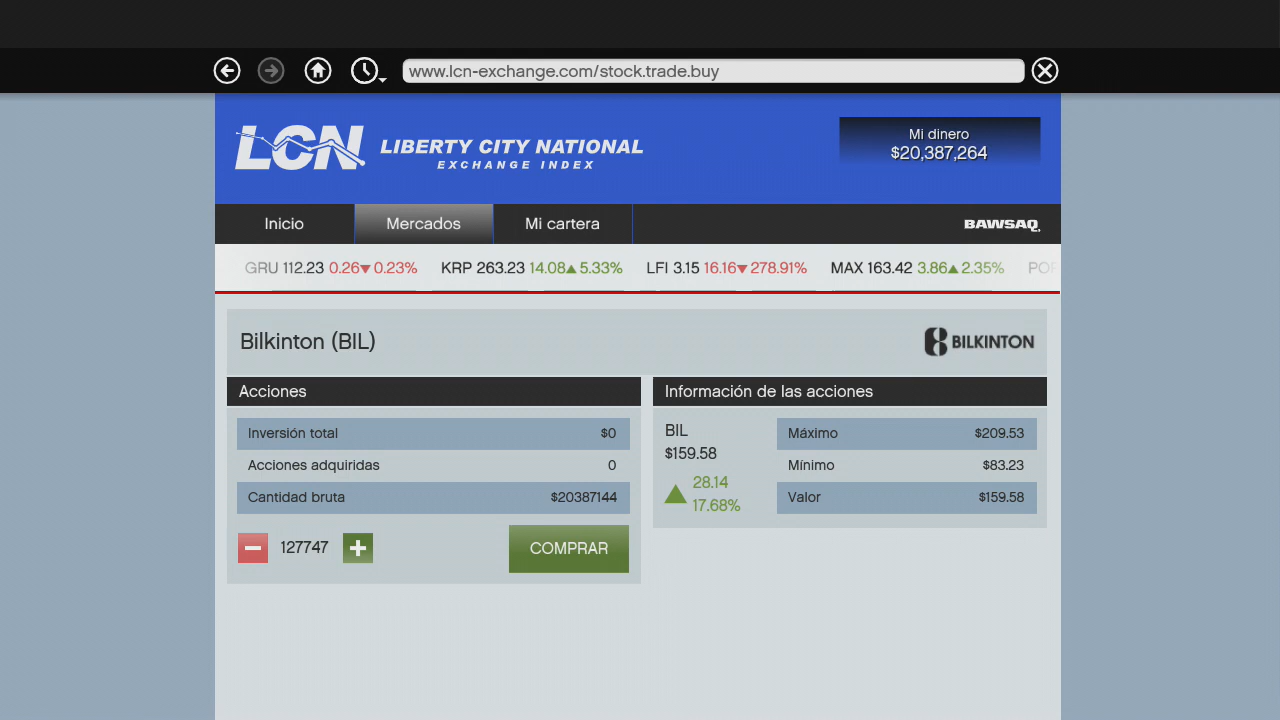 www.lcn-exchange.com/stock.trade.buy
LCN LIBERTY CITY NATIONAL
EXCHANGE INDEX
Mi dinero
$20,387,264
Inicio Mercados Mi cartera BAWSAQ
GRU 112.23 0.26▼0.23% KRP 263.23 14.08▲5.33% LFI 3.15 16.16▼278.91% MAX 163.42 3.86▲2.35%
Bilkinton (BIL) BILKINTON
Acciones
Inversión total $0
Acciones adquiridas 0
Cantidad bruta $20387144
127747 COMPRAR
Información de las acciones
BIL
$159.58
28.14
17.68%
Máximo $209.53
Mínimo $83.23
Valor $159.58